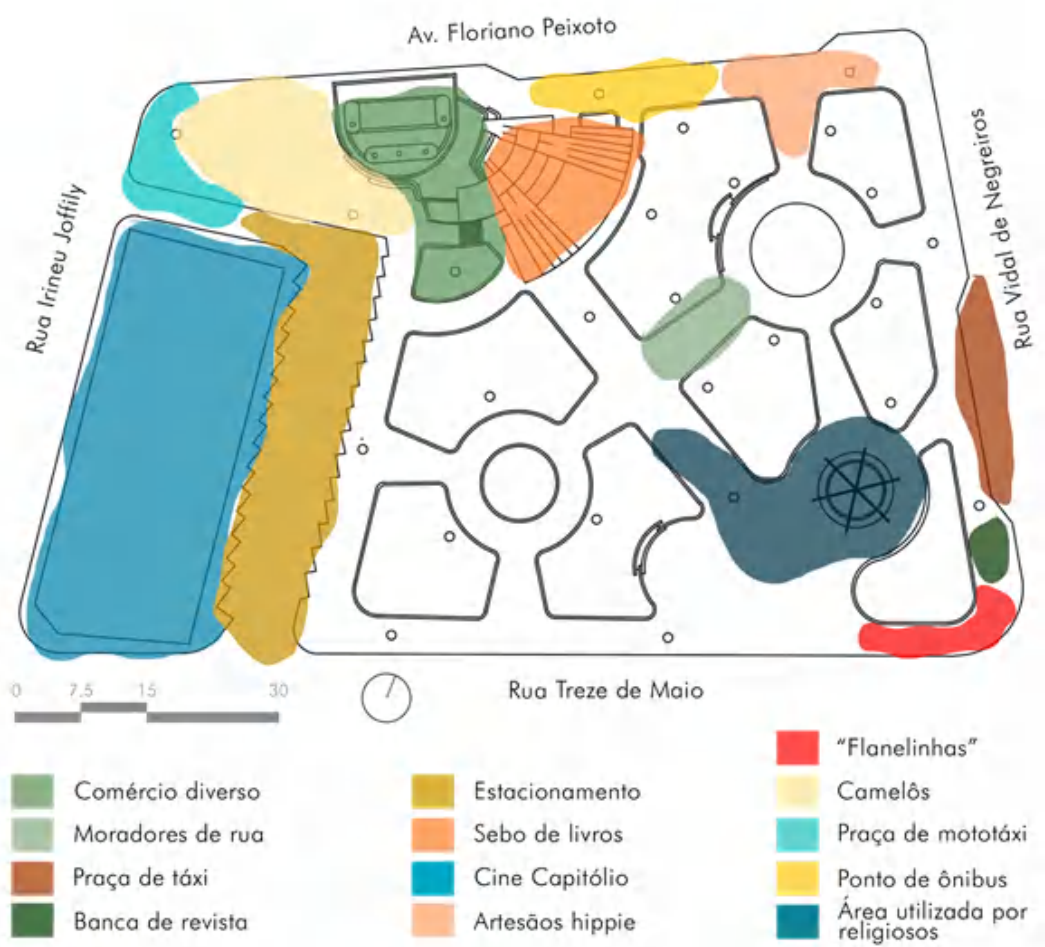 Av. Floriano Peixoto
Rua Irineu Joffily
Rua Vidal de Negreiros
0 7.5 15 30
Rua Treze de Maio
Comércio diverso
Moradores de rua
Praça de táxi
Banca de revista
Estacionamento
Sebo de livros
Cine Capitólio
Artesãos hippie
“Flanelinhas”
Camelôs
Praça de mototáxi
Ponto de ônibus
Área utilizada por
religiosos